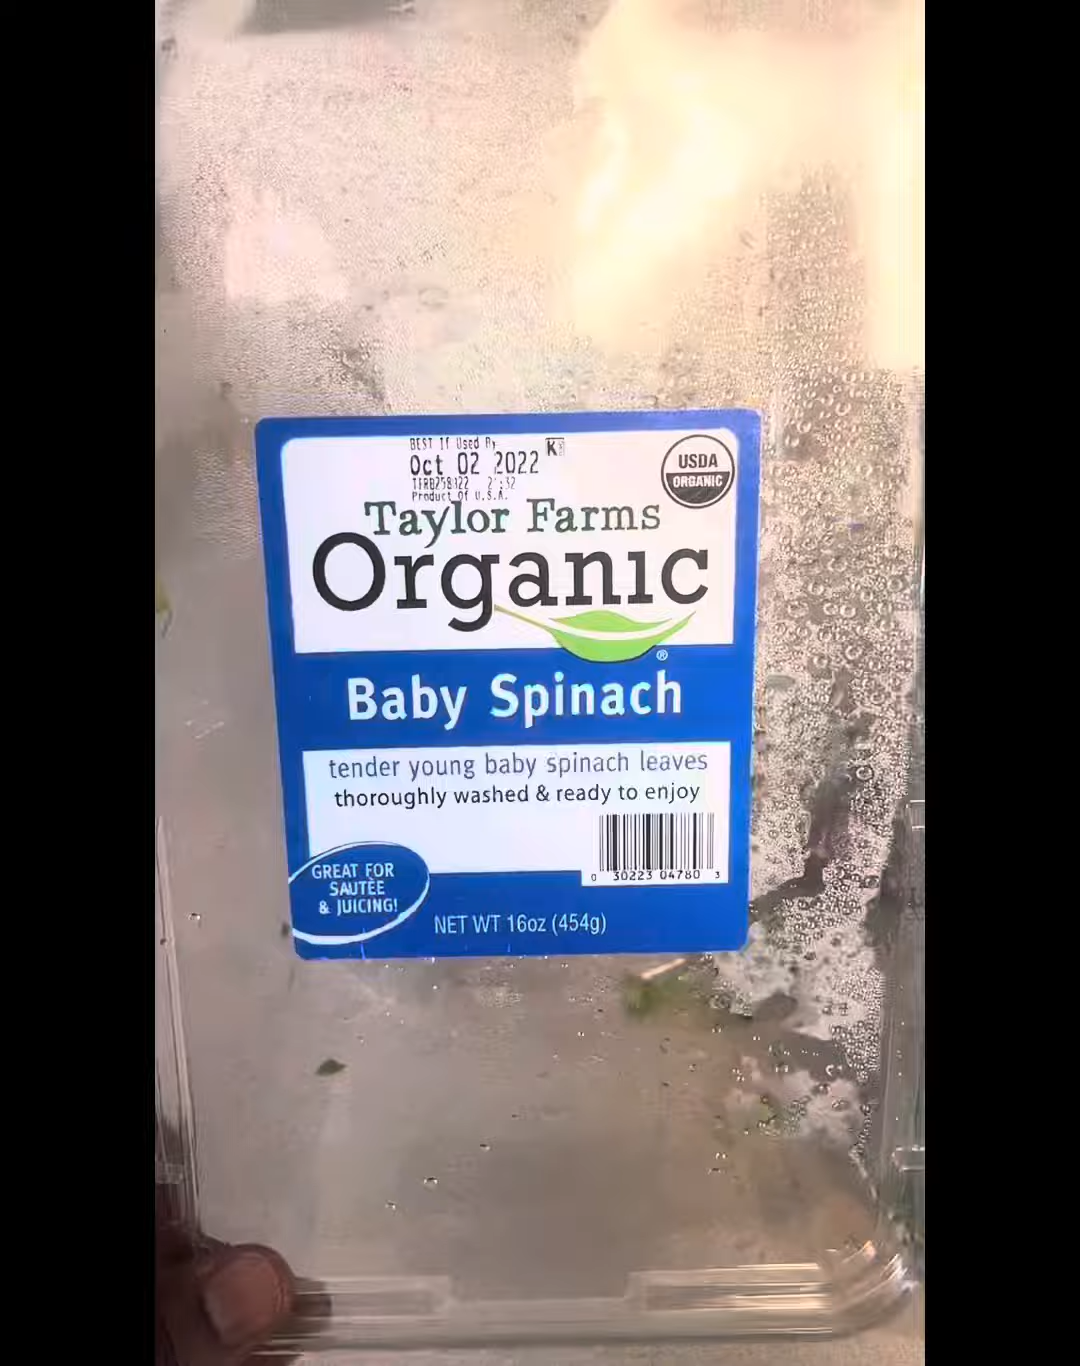 BEST If Used By
Oct 02 2022
Product of U.S.A.
K
USDA
ORGANIC
Taylor Farms
Organic
®
Baby Spinach
tender young baby spinach leaves
thoroughly washed & ready to enjoy
0 30223 04780 3
GREAT FOR
SAUTÉE
& JUICING!
NET WT 16oz (454g)